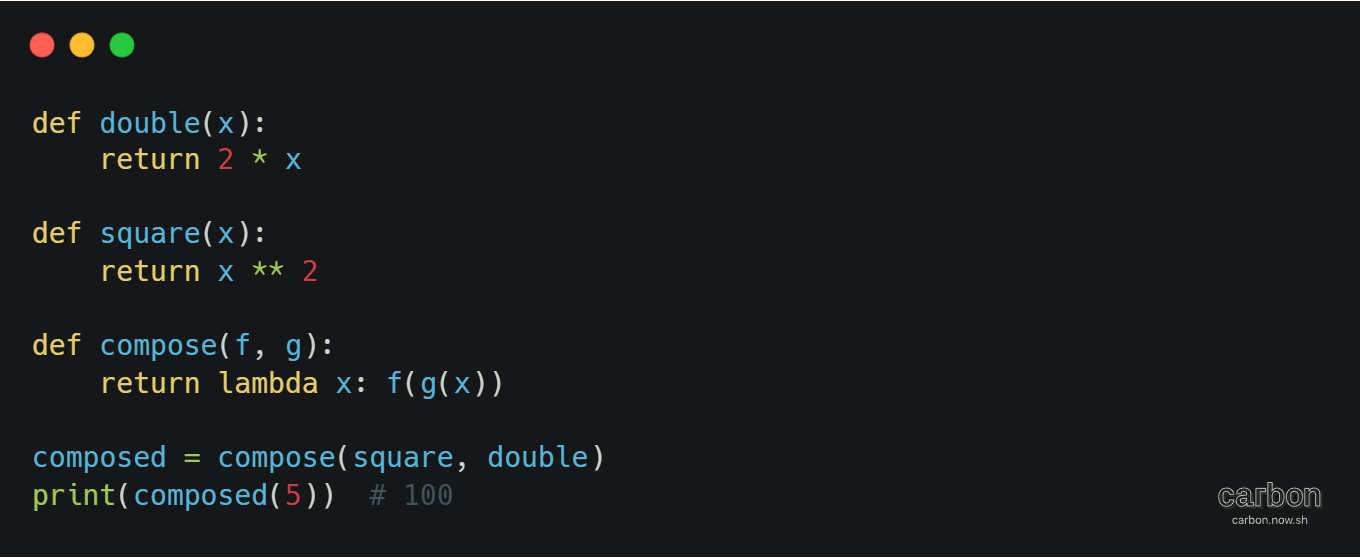 def double(x):
    return 2 * x
def square(x):
    return x ** 2
def compose(f, g):
    return lambda x: f(g(x))
composed = compose(square, double)
print(composed(5))  # 100
carbon
carbon.now.sh